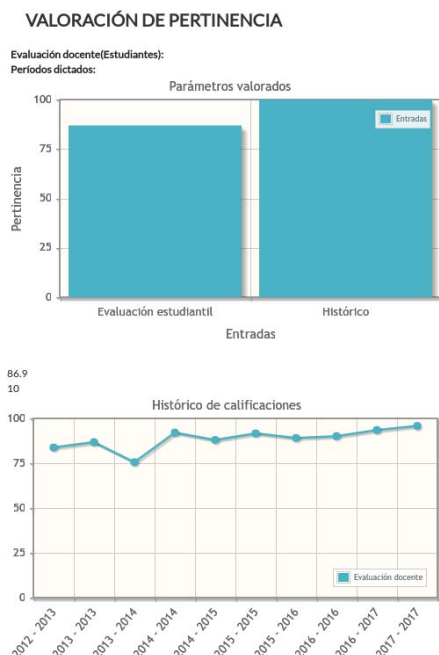 VALORACIÓN DE PERTINENCIA
Evaluación docente(Estudiantes):
Períodos dictados:
Parámetros valorados
100
75
50
25
0
Pertinencia
Entradas
Evaluación estudiantil
Histórico
Entradas
86.9
10
Histórico de calificaciones
100
75
50
25
0
Evaluación docente
2012 - 2013
2013 - 2013
2013 - 2014
2014 - 2014
2014 - 2015
2015 - 2015
2015 - 2016
2016 - 2016
2016 - 2017
2017 - 2017